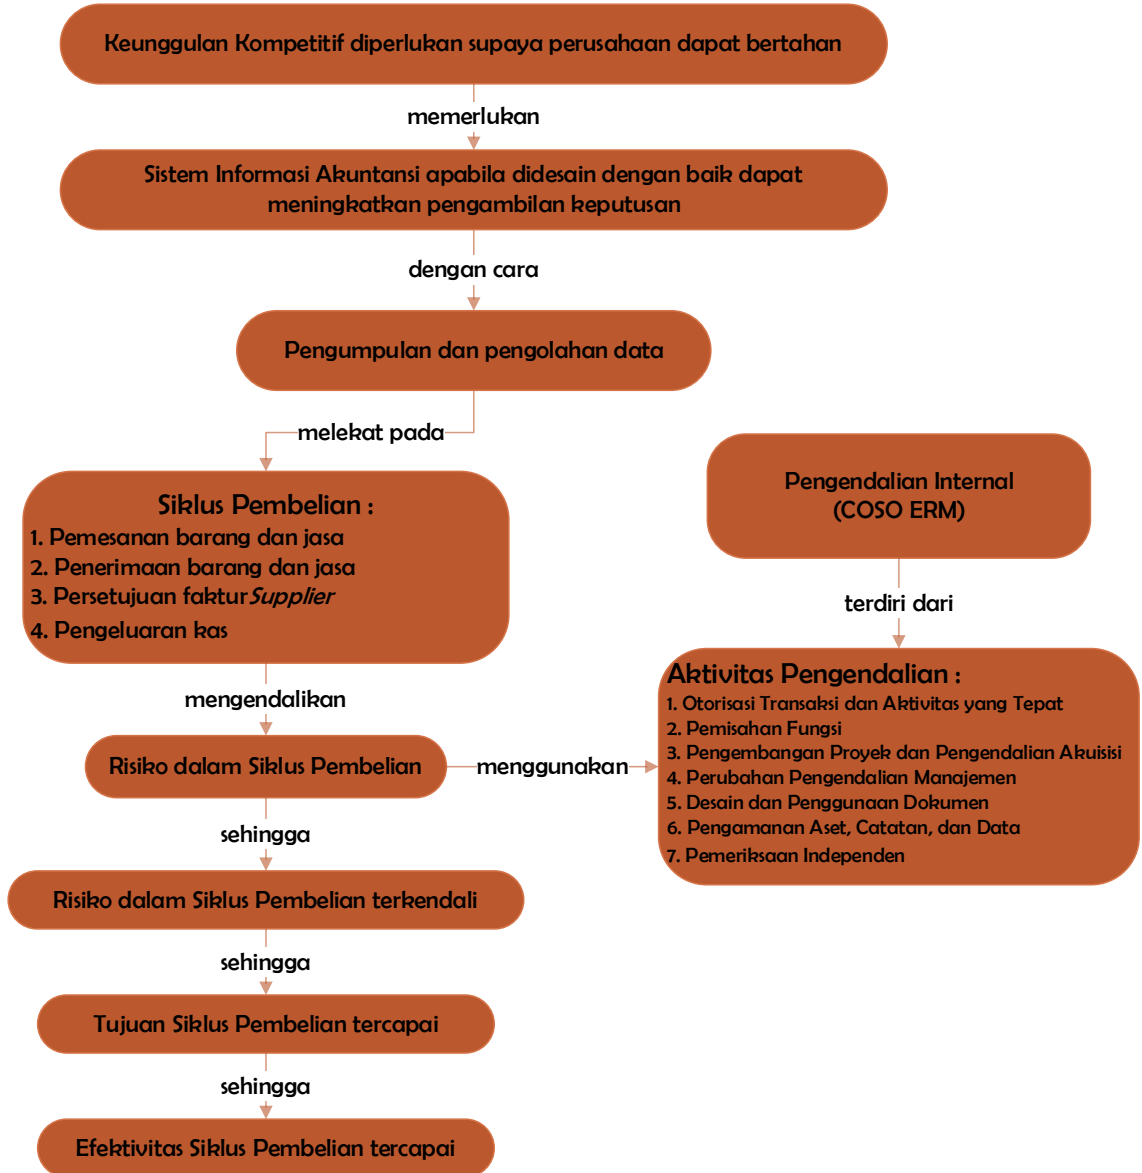 Keunggulan Kompetitif diperlukan supaya perusahaan dapat bertahan
memerlukan
Sistem Informasi Akuntansi apabila didesain dengan baik dapat
meningkatkan pengambilan keputusan
dengan cara
Pengumpulan dan pengolahan data
melekat pada
Siklus Pembelian :
1. Pemesanan barang dan jasa
2. Penerimaan barang dan jasa
3. Persetujuan faktur Supplier
4. Pengeluaran kas
Pengendalian Internal
(COSO ERM)
terdiri dari
mengendalikan
Risiko dalam Siklus Pembelian
menggunakan
Aktivitas Pengendalian :
1. Otorisasi Transaksi dan Aktivitas yang Tepat
2. Pemisahan Fungsi
3. Pengembangan Proyek dan Pengendalian Akuisisi
4. Perubahan Pengendalian Manajemen
5. Desain dan Penggunaan Dokumen
6. Pengamanan Aset, Catatan, dan Data
7. Pemeriksaan Independen
sehingga
Risiko dalam Siklus Pembelian terkendali
sehingga
Tujuan Siklus Pembelian tercapai
sehingga
Efektivitas Siklus Pembelian tercapai